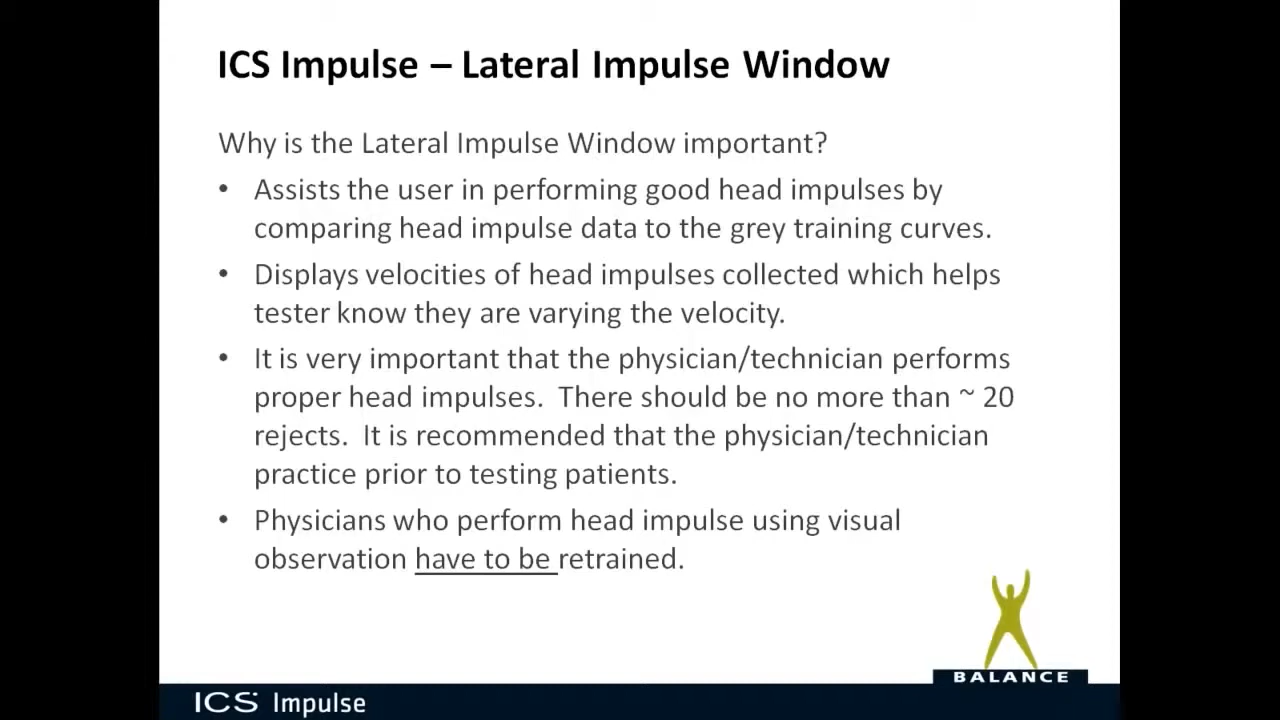 ICS Impulse – Lateral Impulse Window
Why is the Lateral Impulse Window important?
• Assists the user in performing good head impulses by
comparing head impulse data to the grey training curves.
• Displays velocities of head impulses collected which helps
tester know they are varying the velocity.
• It is very important that the physician/technician performs
proper head impulses.  There should be no more than ~ 20
rejects.  It is recommended that the physician/technician
practice prior to testing patients.
• Physicians who perform head impulse using visual
observation have to be retrained.
BALANCE
ICS Impulse